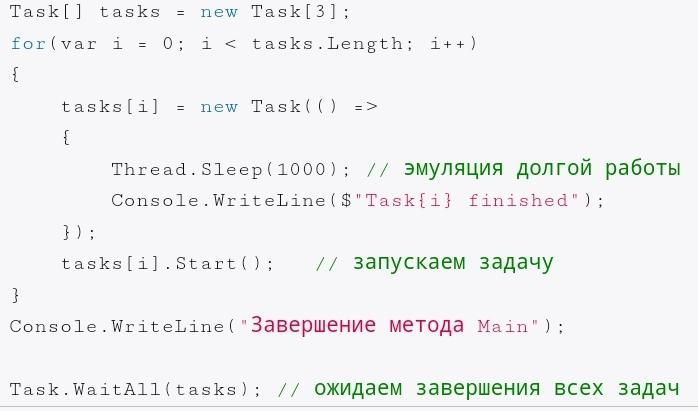 Task[] tasks = new Task[3];
for(var i = 0; i < tasks.Length; i++)
{
    tasks[i] = new Task(() =>
    {
        Thread.Sleep(1000); // эмуляция долгой работы
        Console.WriteLine($"Task{i} finished");
    });
    tasks[i].Start();   // запускаем задачу
}
Console.WriteLine("Завершение метода Main");

Task.WaitAll(tasks); // ожидаем завершения всех задач